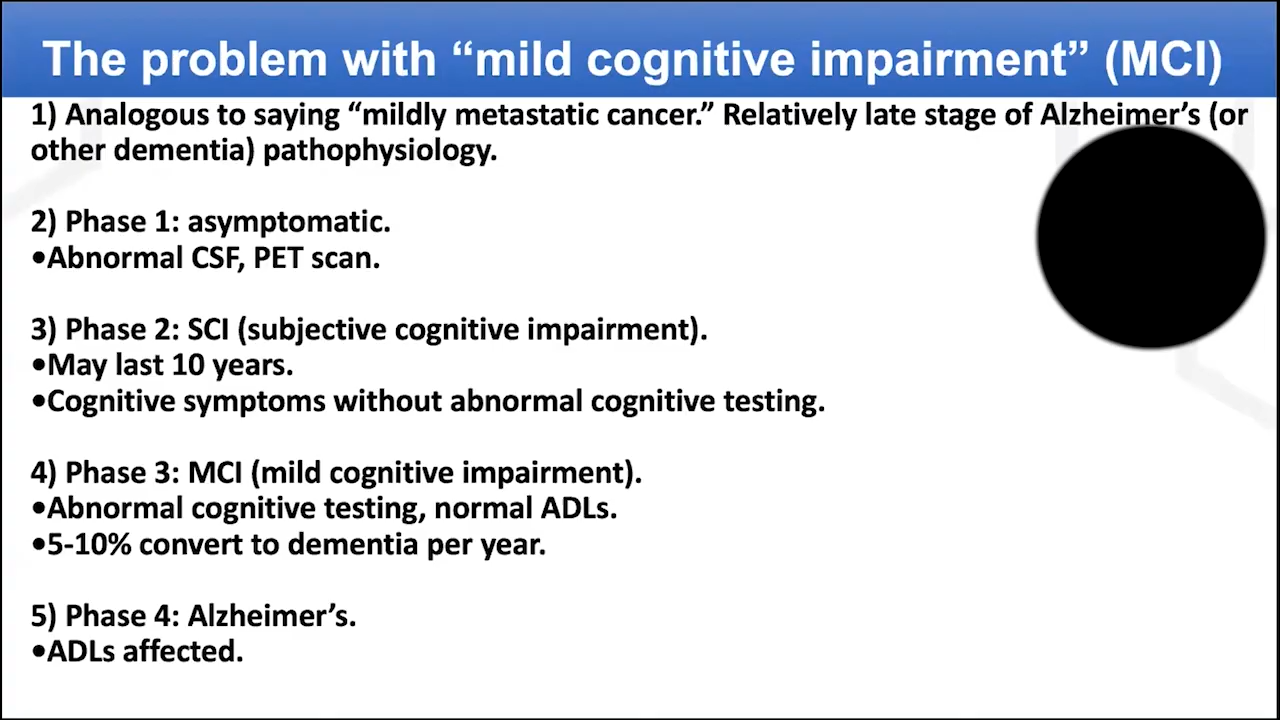 The problem with “mild cognitive impairment” (MCI)
1) Analogous to saying “mildly metastatic cancer.” Relatively late stage of Alzheimer’s (or
other dementia) pathophysiology.
2) Phase 1: asymptomatic.
•Abnormal CSF, PET scan.
3) Phase 2: SCI (subjective cognitive impairment).
•May last 10 years.
•Cognitive symptoms without abnormal cognitive testing.
4) Phase 3: MCI (mild cognitive impairment).
•Abnormal cognitive testing, normal ADLs.
•5-10% convert to dementia per year.
5) Phase 4: Alzheimer’s.
•ADLs affected.